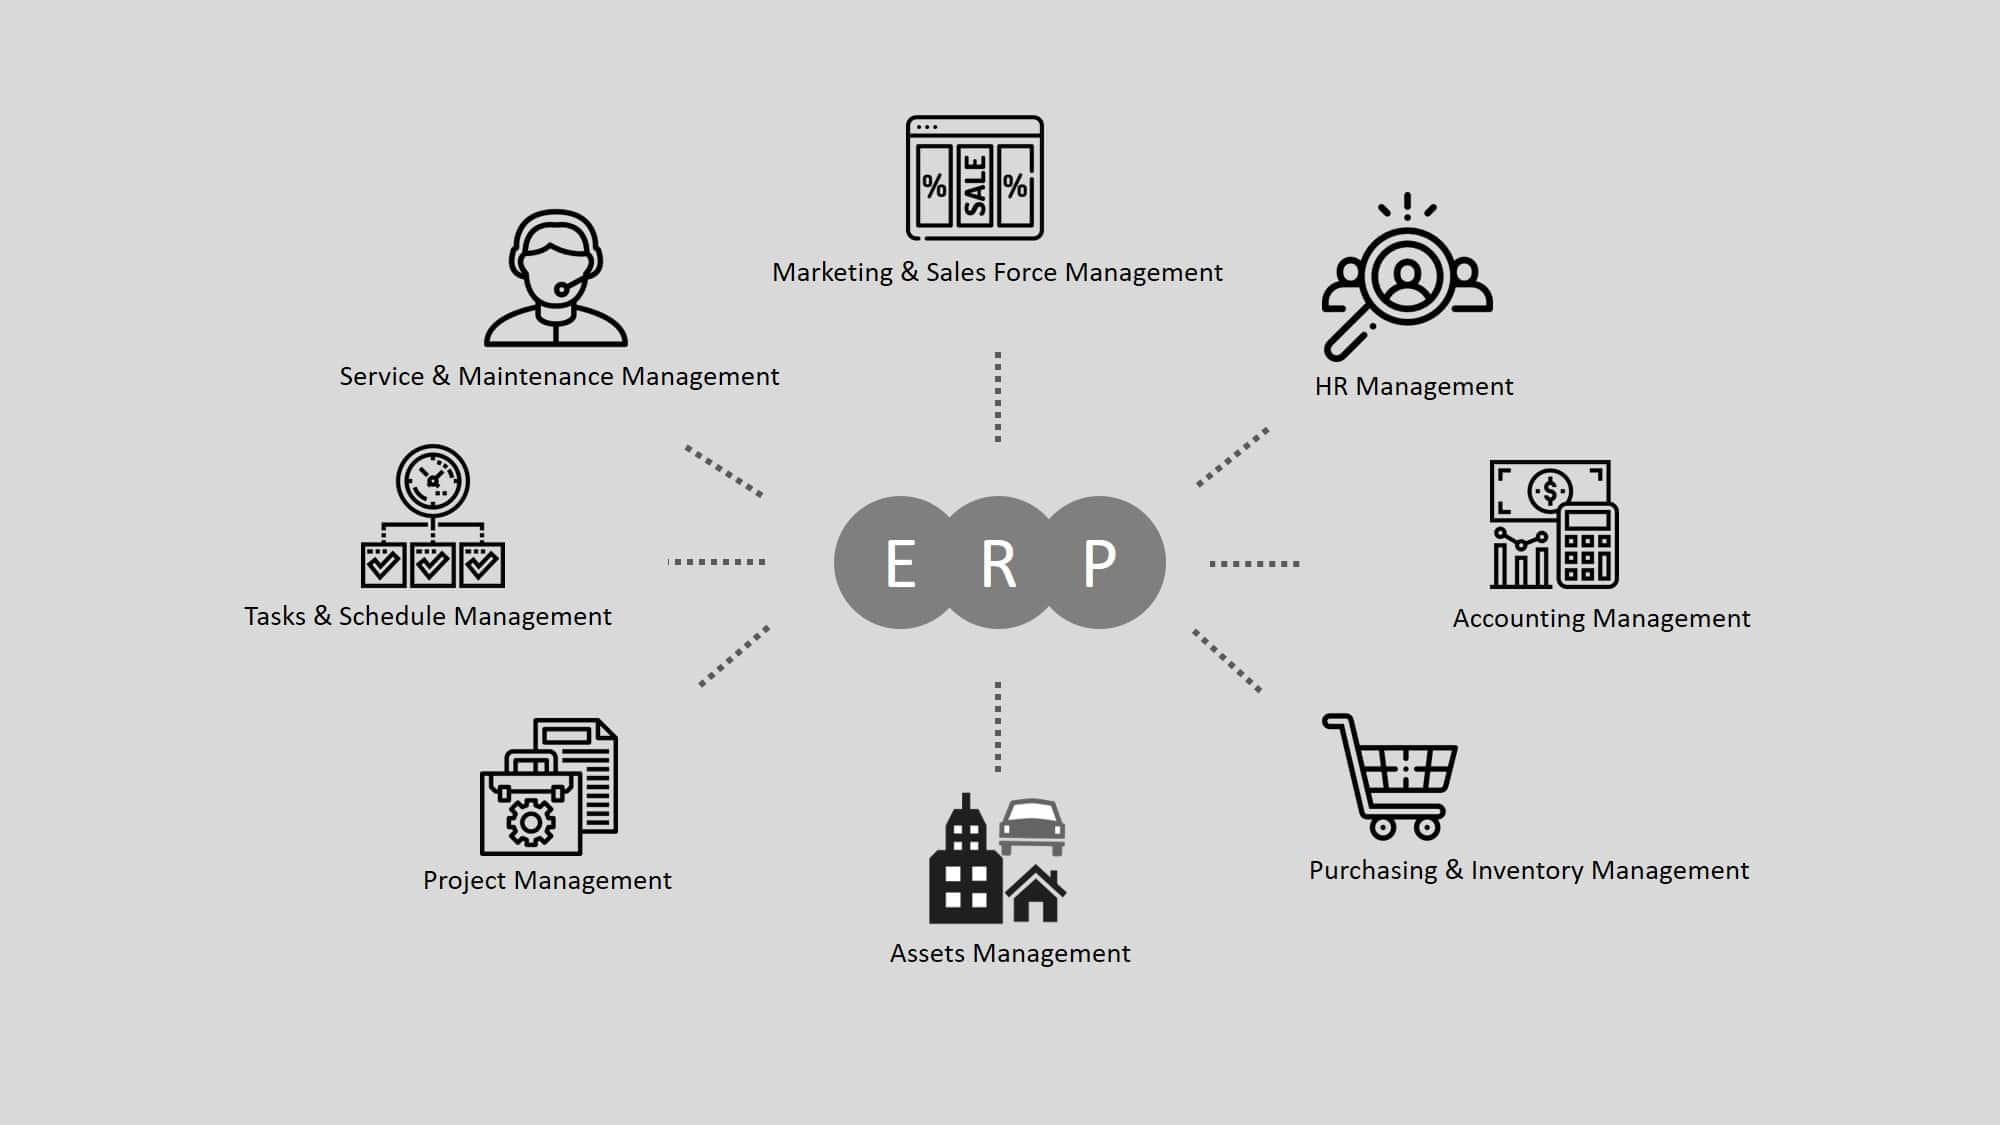 % SALE %
Marketing & Sales Force Management
Service & Maintenance Management
HR Management
$
Tasks & Schedule Management
E R P
Accounting Management
Project Management
Purchasing & Inventory Management
Assets Management